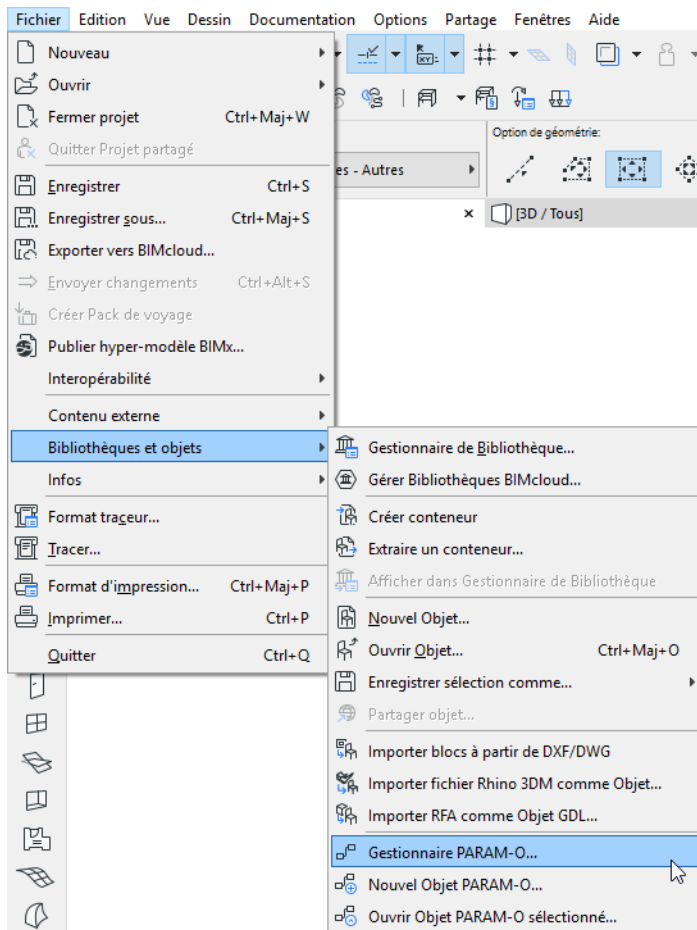 Fichier Edition Vue Dessin Documentation Options Partage Fenêtres Aide
Nouveau
Ouvrir
Fermer projet Ctrl+Maj+W
Quitter Projet partagé
Enregistrer Ctrl+S
Enregistrer sous... Ctrl+Maj+S
Exporter vers BIMcloud...
Envoyer changements Ctrl+Alt+S
Créer Pack de voyage
Publier hyper-modèle BIMx...
Interopérabilité
Contenu externe
Bibliothèques et objets
Infos
Format traceur...
Tracer...
Format d'impression... Ctrl+Maj+P
Imprimer... Ctrl+P
Quitter Ctrl+Q
XY:
Option de géométrie:
es - Autres
[3D / Tous]
Gestionnaire de Bibliothèque...
Gérer Bibliothèques BIMcloud...
Créer conteneur
Extraire un conteneur...
Afficher dans Gestionnaire de Bibliothèque
Nouvel Objet...
Ouvrir Objet... Ctrl+Maj+O
Enregistrer sélection comme...
Partager objet...
Importer blocs à partir de DXF/DWG
Importer fichier Rhino 3DM comme Objet...
Importer RFA comme Objet GDL...
Gestionnaire PARAM-O...
Nouvel Objet PARAM-O...
Ouvrir Objet PARAM-O sélectionné...